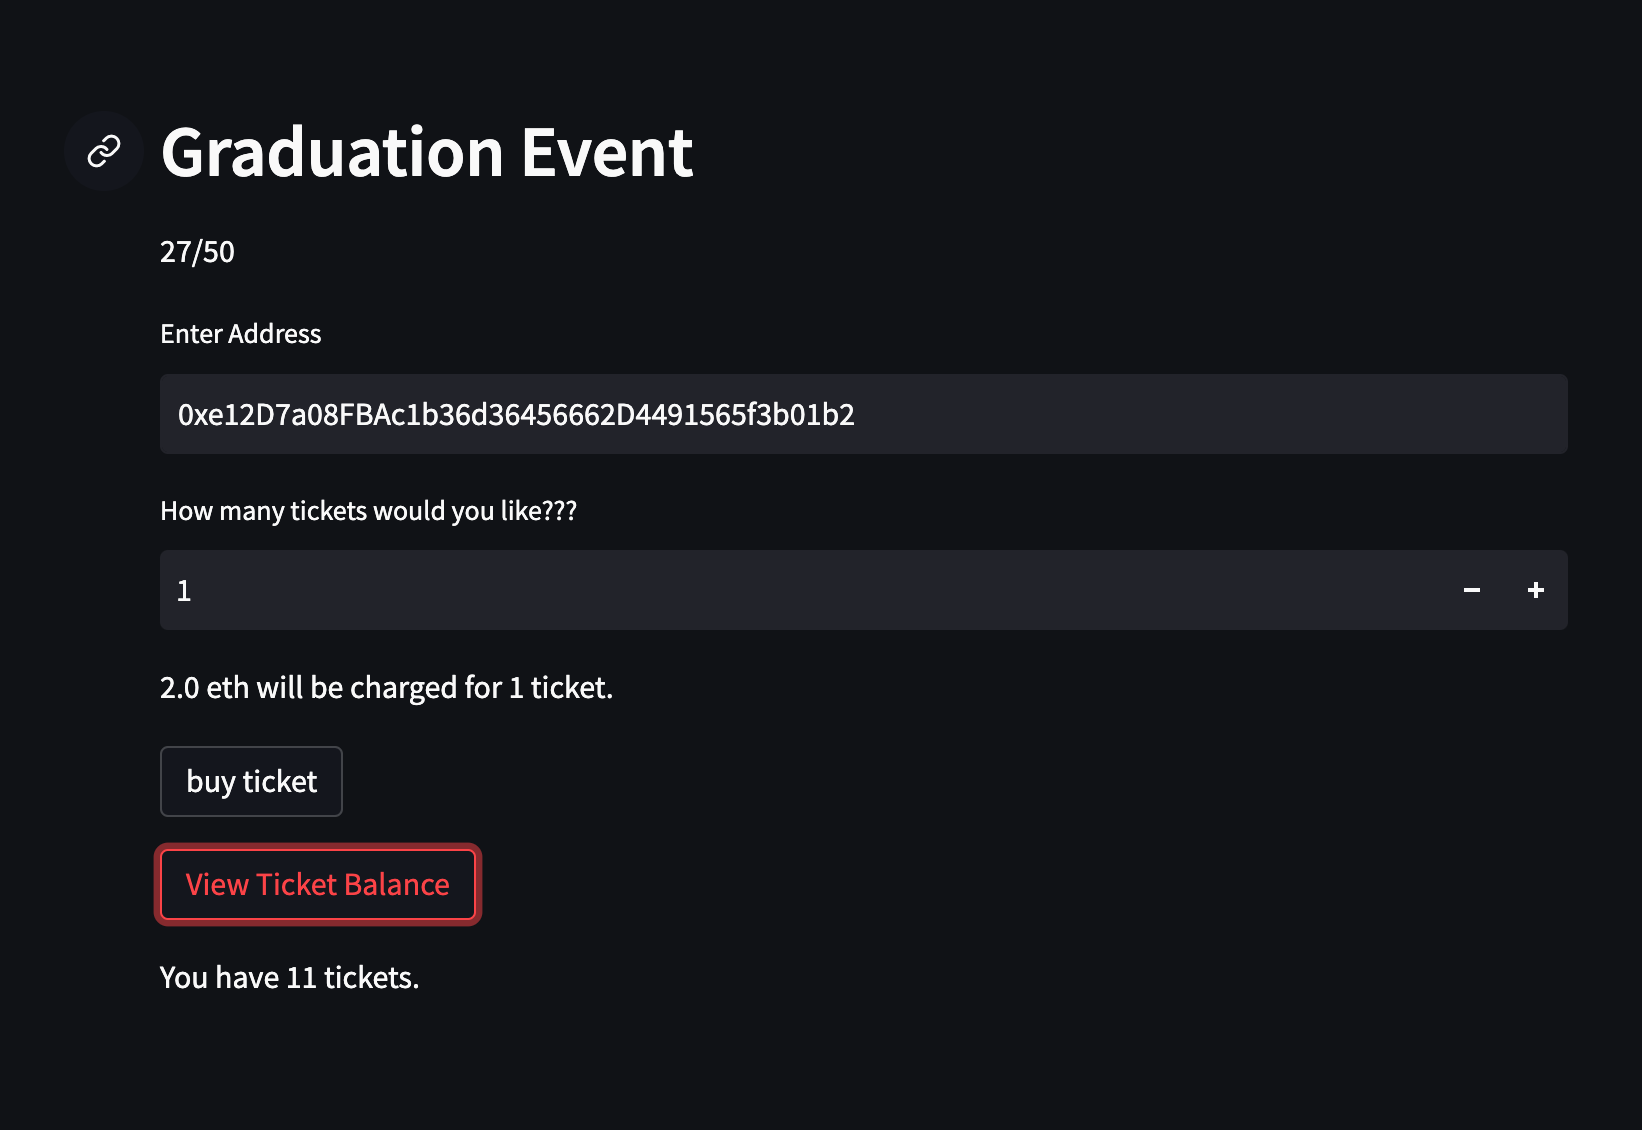 Graduation Event
27/50
Enter Address
0xe12D7a08FBAc1b36d36456662D4491565f3b01b2
How many tickets would you like???
1
2.0 eth will be charged for 1 ticket.
buy ticket
View Ticket Balance
You have 11 tickets.